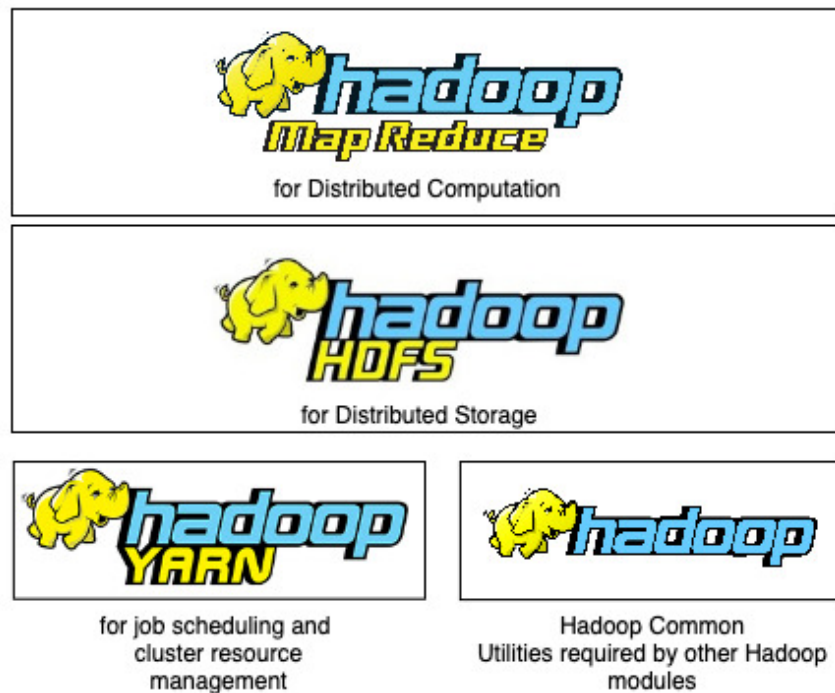 hadoop
Map Reduce
for Distributed Computation
hadoop
HDFS
for Distributed Storage
hadoop
YARN
for job scheduling and
cluster resource
management
hadoop
Hadoop Common
Utilities required by other Hadoop
modules